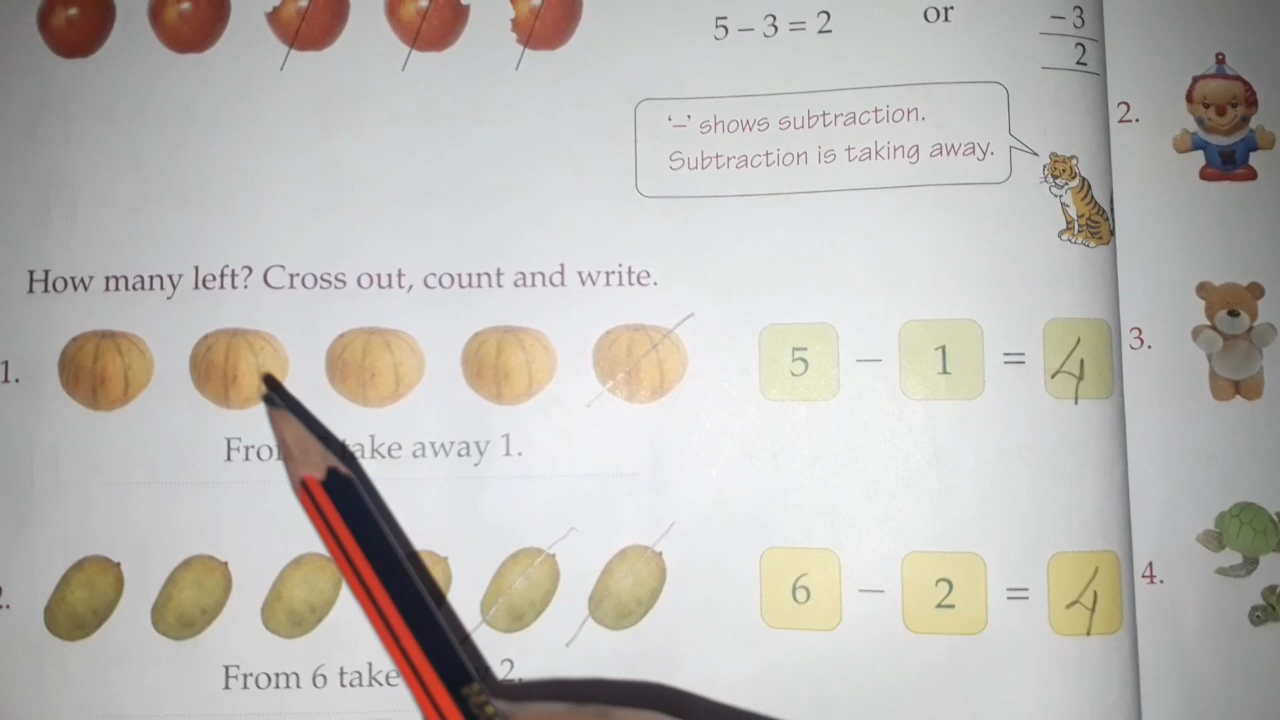 5 – 3 = 2
or
– 3
2
‘–’ shows subtraction.
Subtraction is taking away.
2.
How many left? Cross out, count and write.
1.
5 – 1 = 4
3.
take away 1.
6 – 2 = 4
4.
From 6 take 2.